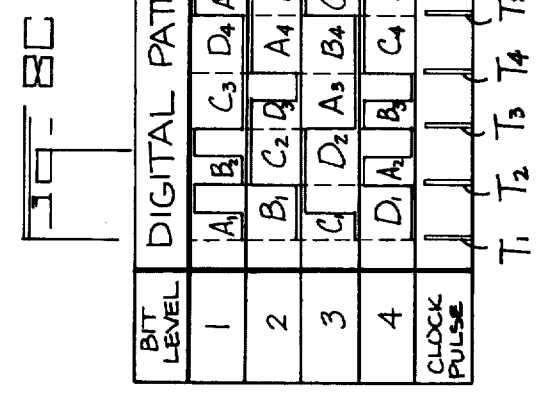 BIT LEVEL
DIGITAL
1 A₁ B₂ C₃ D₄
2 B₁ C₂ D₃ A₄
3 C₁ D₂ A₃ B₄
4 D₁ A₂ B₃ C₄
CLOCK PULSE
T₁ T₂ T₃ T₄